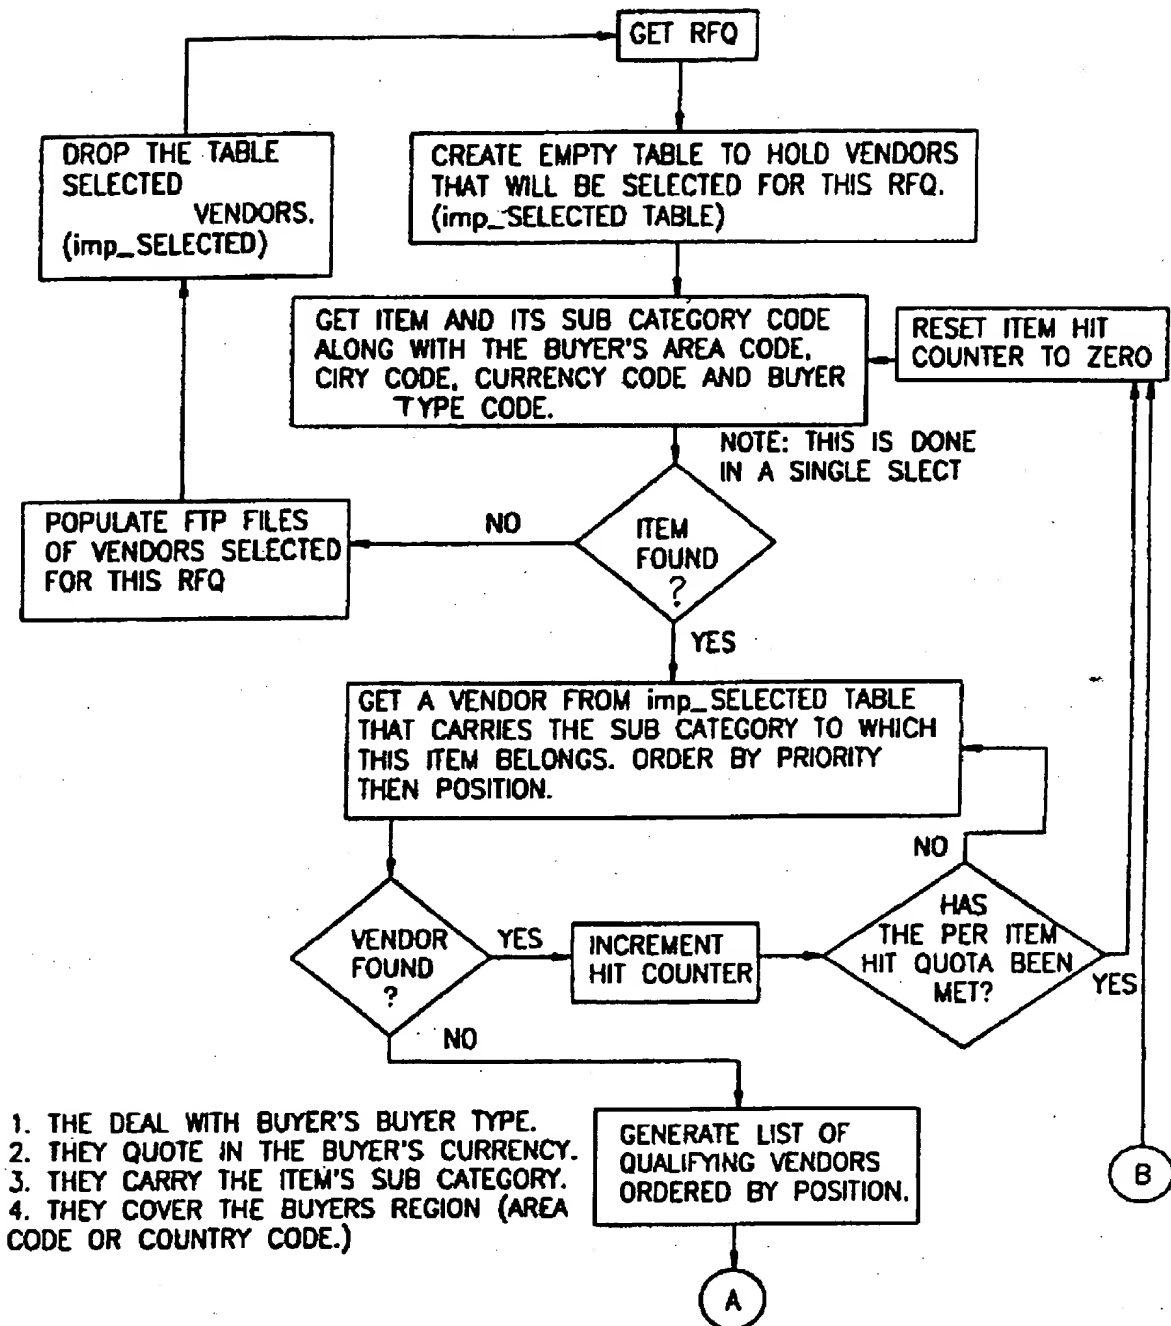 GET RFQ
DROP THE TABLE
SELECTED
VENDORS.
(imp_SELECTED)
CREATE EMPTY TABLE TO HOLD VENDORS
THAT WILL BE SELECTED FOR THIS RFQ.
(imp_SELECTED TABLE)
GET ITEM AND ITS SUB CATEGORY CODE
ALONG WITH THE BUYER'S AREA CODE,
CIRY CODE, CURRENCY CODE AND BUYER
TYPE CODE.
RESET ITEM HIT
COUNTER TO ZERO
NOTE: THIS IS DONE
IN A SINGLE SLECT
POPULATE FTP FILES
OF VENDORS SELECTED
FOR THIS RFQ
NO
ITEM
FOUND
?
YES
GET A VENDOR FROM imp_SELECTED TABLE
THAT CARRIES THE SUB CATEGORY TO WHICH
THIS ITEM BELONGS. ORDER BY PRIORITY
THEN POSITION.
NO
VENDOR
FOUND
?
YES
INCREMENT
HIT COUNTER
HAS
THE PER ITEM
HIT QUOTA BEEN
MET?
YES
NO
1. THE DEAL WITH BUYER'S BUYER TYPE.
2. THEY QUOTE IN THE BUYER'S CURRENCY.
3. THEY CARRY THE ITEM'S SUB CATEGORY.
4. THEY COVER THE BUYERS REGION (AREA
CODE OR COUNTRY CODE.)
GENERATE LIST OF
QUALIFYING VENDORS
ORDERED BY POSITION.
B
A